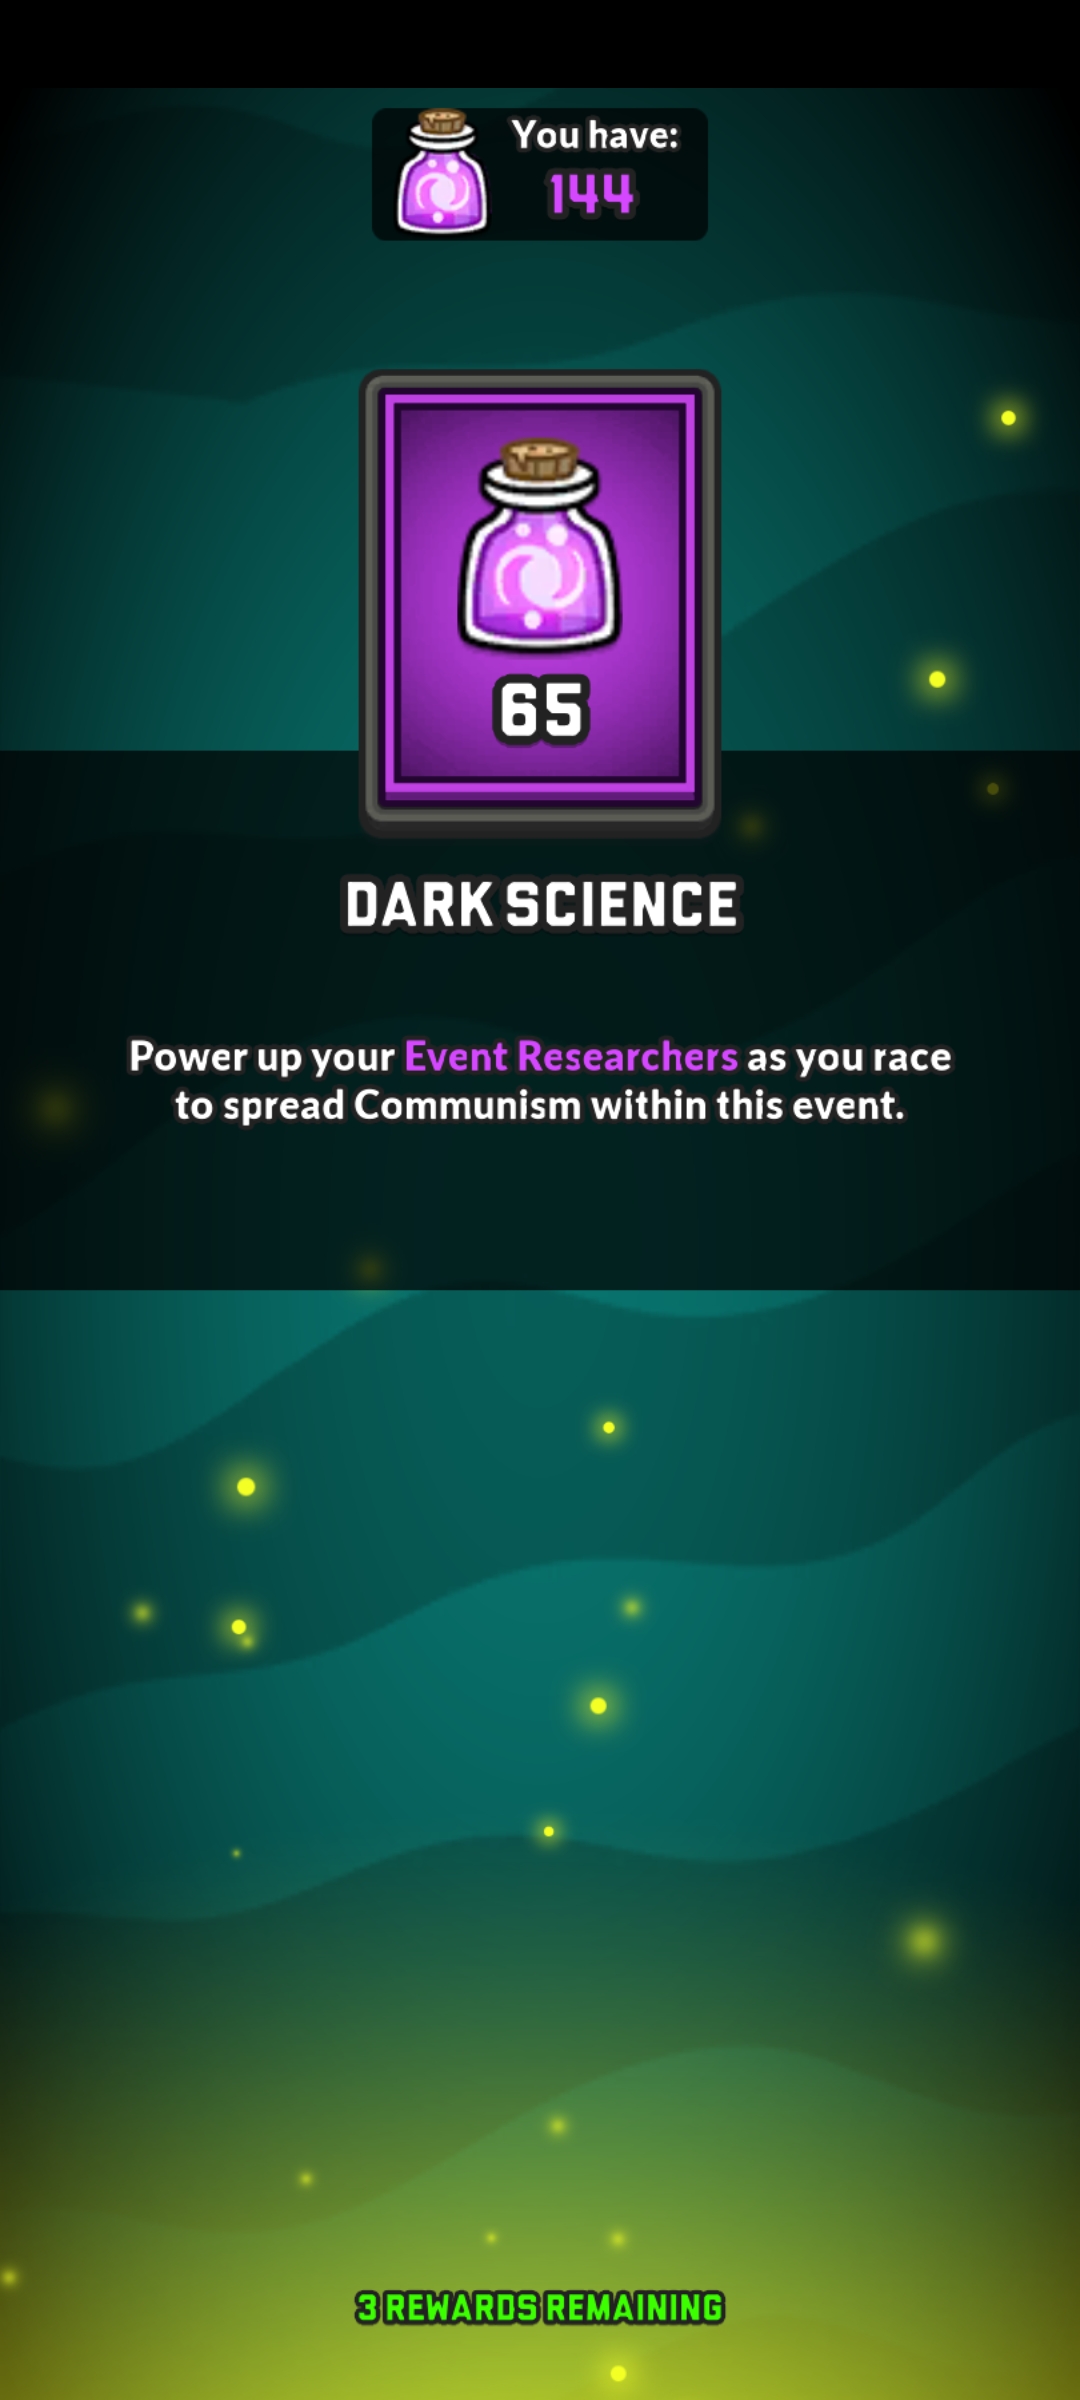 You have:
144
65
DARK SCIENCE
Power up your Event Researchers as you race
to spread Communism within this event.
3 REWARDS REMAINING